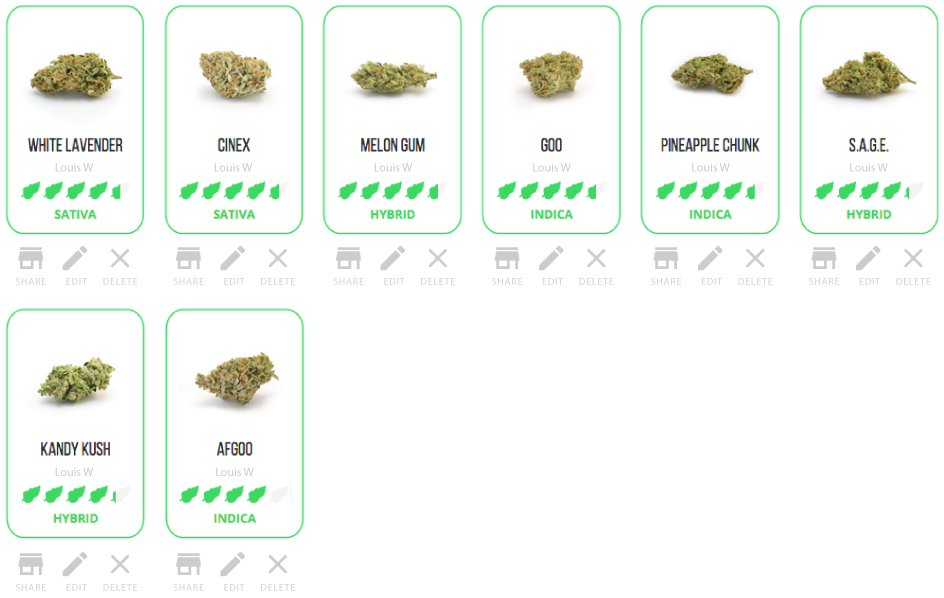 WHITE LAVENDER
Louis W
SATIVA
SHARE EDIT DELETE
CINEX
Louis W
SATIVA
SHARE EDIT DELETE
MELON GUM
Louis W
HYBRID
SHARE EDIT DELETE
GOO
Louis W
INDICA
SHARE EDIT DELETE
PINEAPPLE CHUNK
Louis W
INDICA
SHARE EDIT DELETE
S.A.G.E.
Louis W
HYBRID
SHARE EDIT DELETE
KANDY KUSH
Louis W
HYBRID
SHARE EDIT DELETE
AFGOO
Louis W
INDICA
SHARE EDIT DELETE